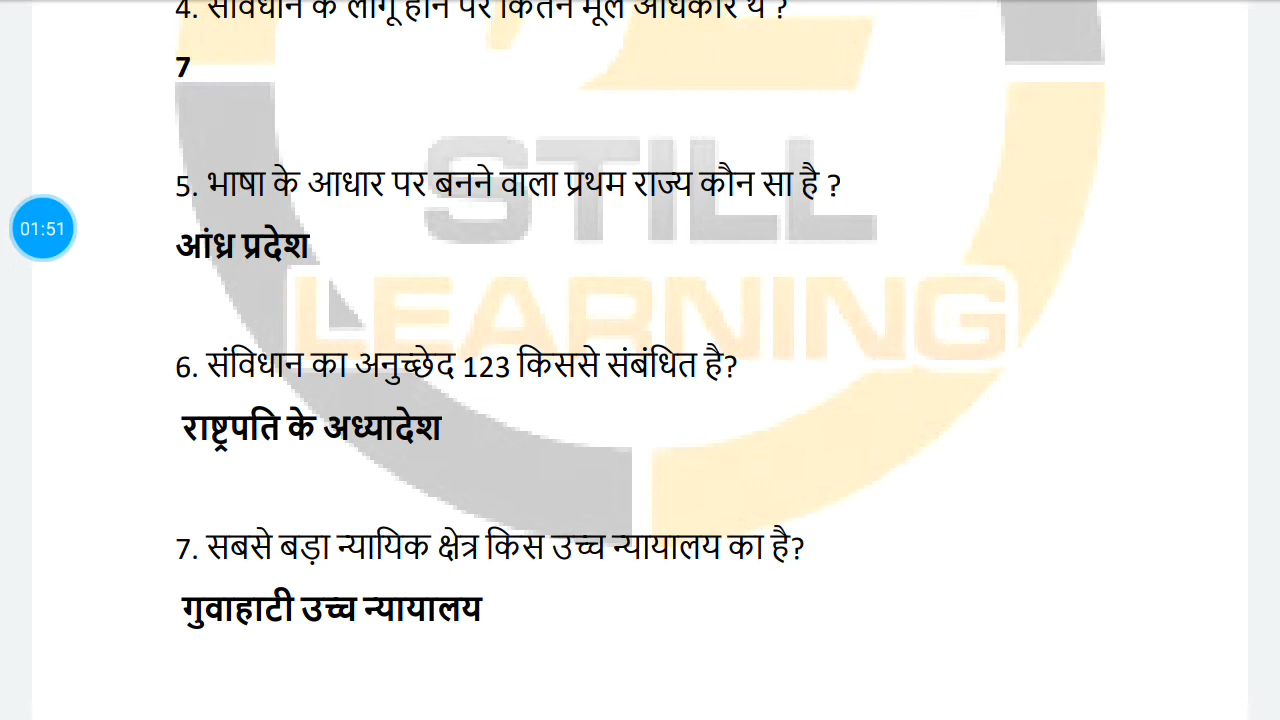 4. संविधान के लागू होने पर कितने मूल अधिकार थे ?
7
5. भाषा के आधार पर बनने वाला प्रथम राज्य कौन सा है ?
आंध्र प्रदेश
01:51
6. संविधान का अनुच्छेद 123 किससे संबंधित है?
राष्ट्रपति के अध्यादेश
7. सबसे बड़ा न्यायिक क्षेत्र किस उच्च न्यायालय का है?
गुवाहाटी उच्च न्यायालय
STILL
LEARNING